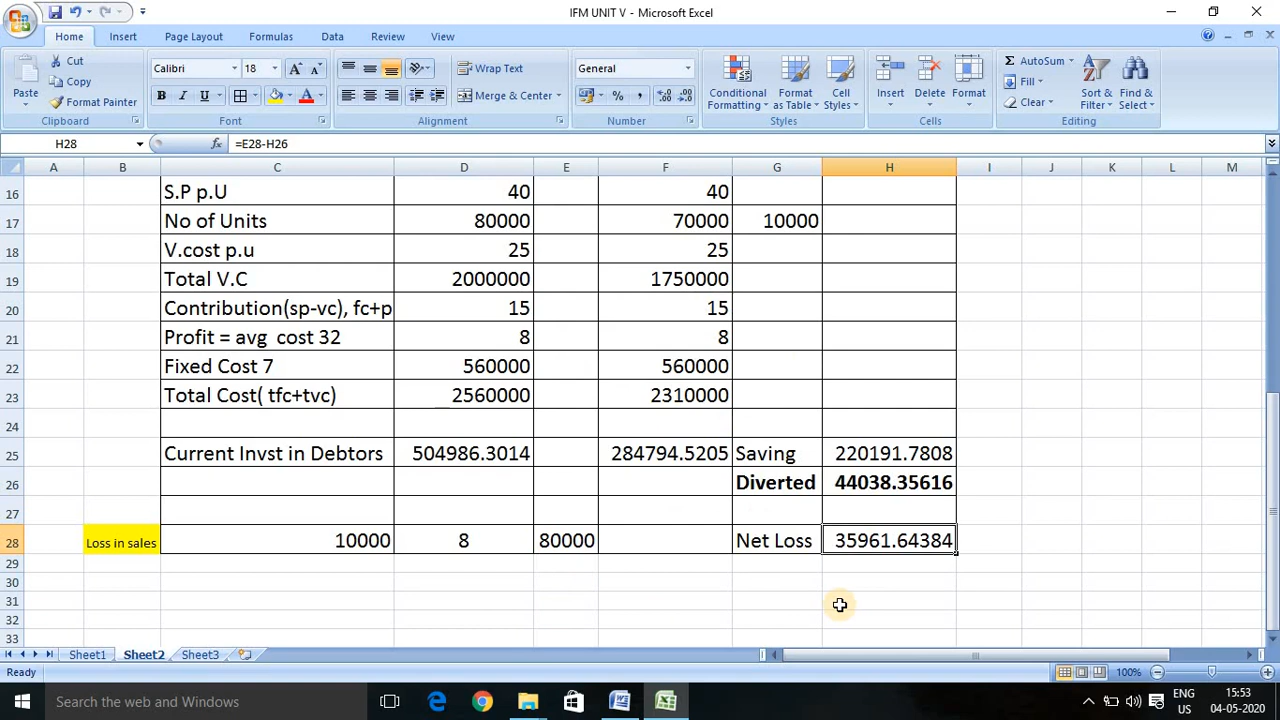 IFM UNIT V - Microsoft Excel
Home Insert Page Layout Formulas Data Review View
Paste
Cut
Copy
Format Painter
Clipboard
Calibri 18
B I U
Font
Wrap Text
Merge & Center
Alignment
General
Number
Conditional Formatting
Format as Table
Cell Styles
Styles
Insert Delete Format
Cells
AutoSum
Fill
Clear
Sort & Filter
Find & Select
Editing
H28 fx =E28-H26
A B C D E F G H I J K L M
16 S.P p.U 40 40
17 No of Units 80000 70000 10000
18 V.cost p.u 25 25
19 Total V.C 2000000 1750000
20 Contribution(sp-vc), fc+p 15 15
21 Profit = avg cost 32 8 8
22 Fixed Cost 7 560000 560000
23 Total Cost( tfc+tvc) 2560000 2310000
24
25 Current Invst in Debtors 504986.3014 284794.5205 Saving 220191.7808
26 Diverted 44038.35616
27
28 Loss in sales 10000 8 80000 Net Loss 35961.64384
29
30
31
32
33
Sheet1 Sheet2 Sheet3
Ready 100%
Search the web and Windows
ENG US
15:53
04-05-2020